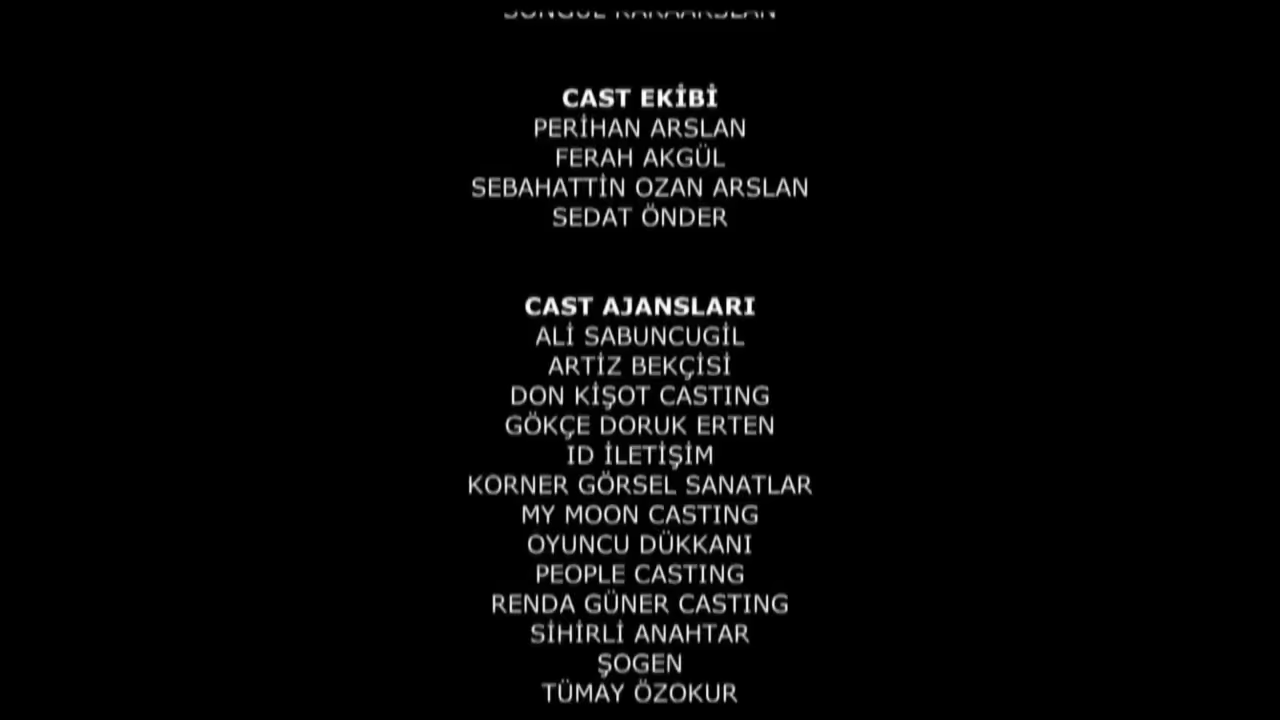 CAST EKİBİ
PERİHAN ARSLAN
FERAH AKGÜL
SEBAHATTİN OZAN ARSLAN
SEDAT ÖNDER
CAST AJANSLARI
ALİ SABUNCUGİL
ARTİZ BEKÇİSİ
DON KİŞOT CASTING
GÖKÇE DORUK ERTEN
ID İLETİŞİM
KORNER GÖRSEL SANATLAR
MY MOON CASTING
OYUNCU DÜKKANI
PEOPLE CASTING
RENDA GÜNER CASTING
SİHİRLİ ANAHTAR
ŞOGEN
TÜMAY ÖZOKUR